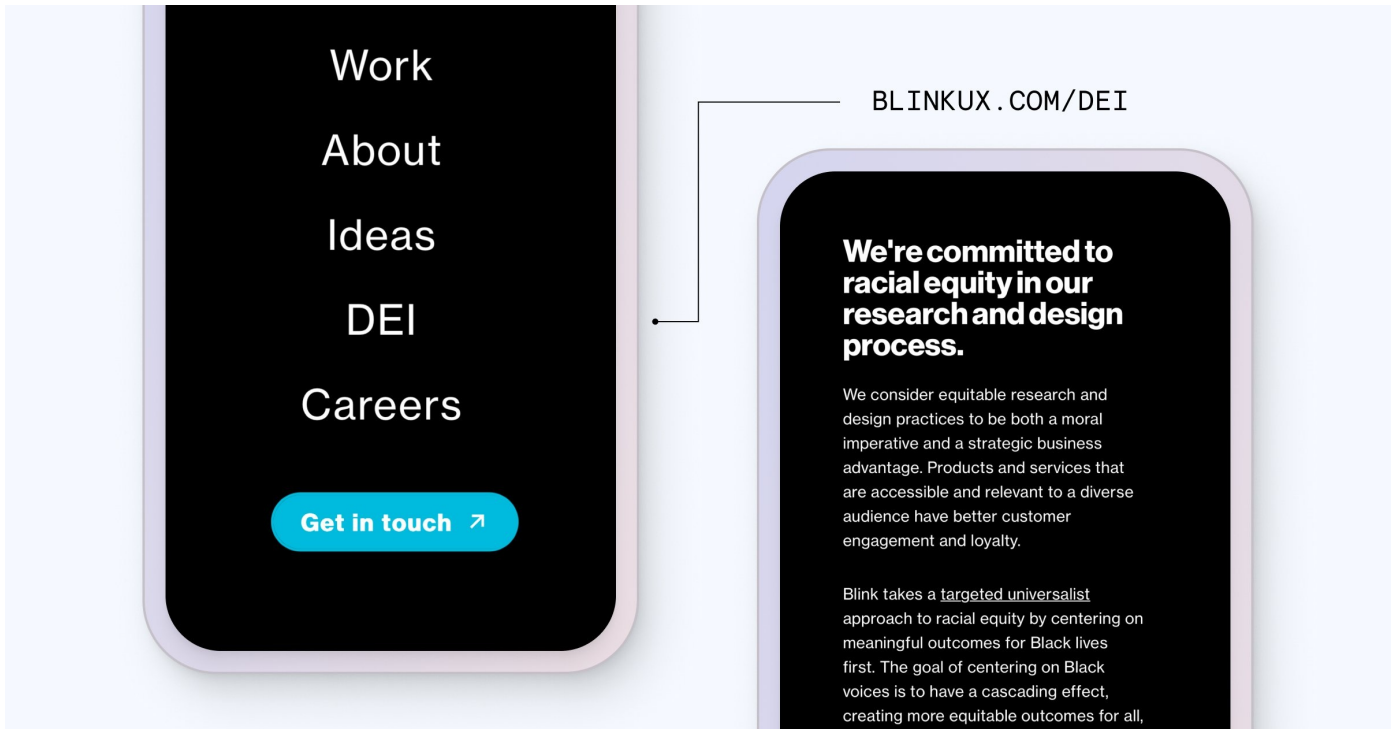 Work
About
Ideas
DEI
Careers
Get in touch
BLINKUX.COM/DEI
We're committed to
racial equity in our
research and design
process.
We consider equitable research and
design practices to be both a moral
imperative and a strategic business
advantage. Products and services that
are accessible and relevant to a diverse
audience have better customer
engagement and loyalty.
Blink takes a targeted universalist
approach to racial equity by centering on
meaningful outcomes for Black lives
first. The goal of centering on Black
voices is to have a cascading effect,
creating more equitable outcomes for all,